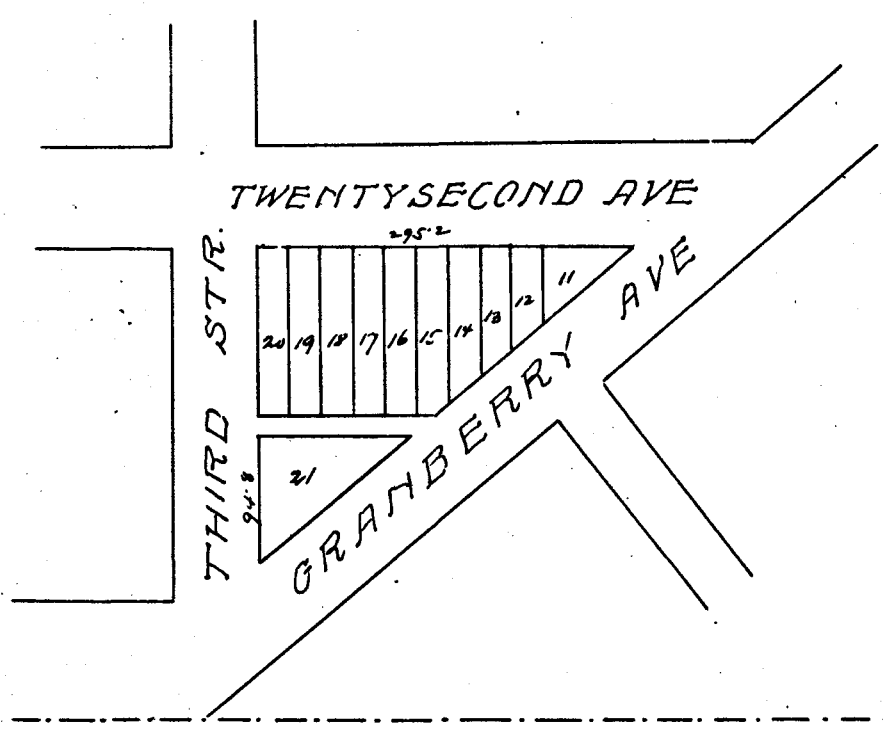 TWENTYSECOND AVE
295.2
THIRD STR.
20 19 18 17 16 15 14 13 12 11
21
94.8
GRANBERRY AVE